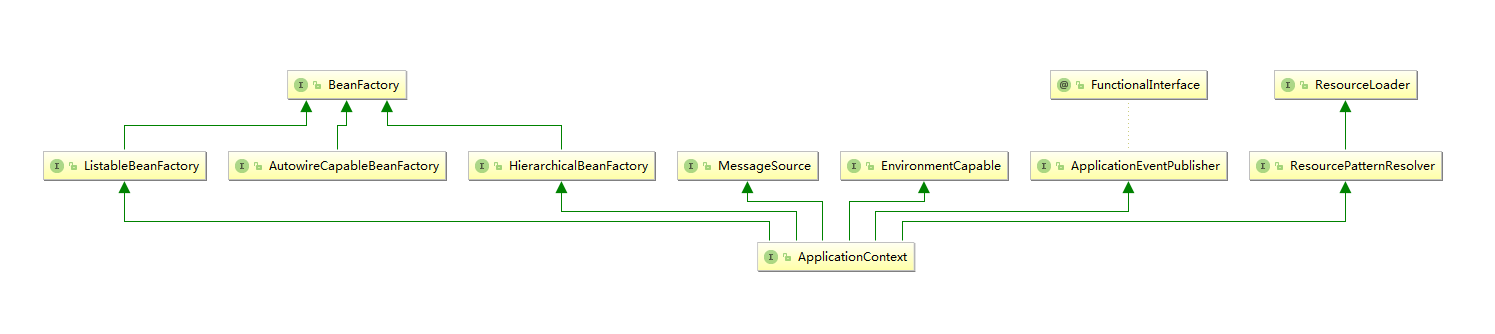 BeanFactory
FunctionalInterface
ResourceLoader
ListableBeanFactory
AutowireCapableBeanFactory
HierarchicalBeanFactory
MessageSource
EnvironmentCapable
ApplicationEventPublisher
ResourcePatternResolver
ApplicationContext